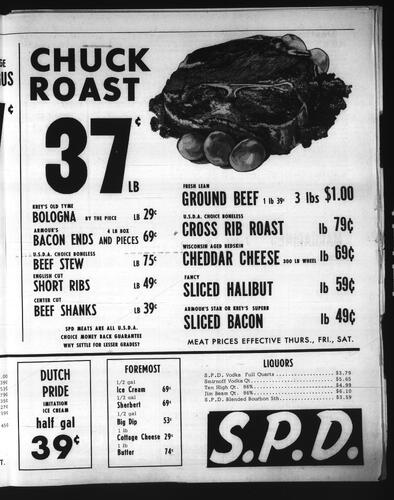 CHUCK
ROAST
37¢
LB
KREY'S OLD TYME
BOLOGNA BY THE PIECE LB 29¢
ARMOUR'S 4 LB BOX
BACON ENDS AND PIECES 69¢
U.S.D.A. CHOICE BONELESS
BEEF STEW LB 75¢
ENGLISH CUT
SHORT RIBS LB 49¢
CENTER CUT
BEEF SHANKS LB 39¢
SPD MEATS ARE ALL U.S.D.A.
CHOICE MONEY BACK GUARANTEE
WHY SETTLE FOR LESSER GRADES?
FRESH LEAN
GROUND BEEF 1 lb 39¢ 3 lbs $1.00
U.S.D.A. CHOICE BONELESS
CROSS RIB ROAST lb 79¢
WISCONSIN AGED REDSKIN
CHEDDAR CHEESE 300 LB WHEEL lb 69¢
FANCY
SLICED HALIBUT lb 59¢
ARMOUR'S STAR OR KREY'S SUPERB
SLICED BACON lb 49¢
MEAT PRICES EFFECTIVE THURS., FRI., SAT.
DUTCH
PRIDE
IMITATION
ICE CREAM
half gal
39¢
FOREMOST
1/2 gal
Ice Cream 69¢
1/2 gal
Sherbert 69¢
1/2 gal
Big Dip 53¢
1 lb
Cottage Cheese 29¢
1 lb
Butter 74¢
LIQUORS
S.P.D. Vodka Full Quart $3.79
Smirnoff Vodka Qt. $5.65
Ten High Qt. 86% $4.99
Jim Beam Qt. 86% $6.10
S.P.D. Blended Bourbon 5th $3.59
S.P.D.